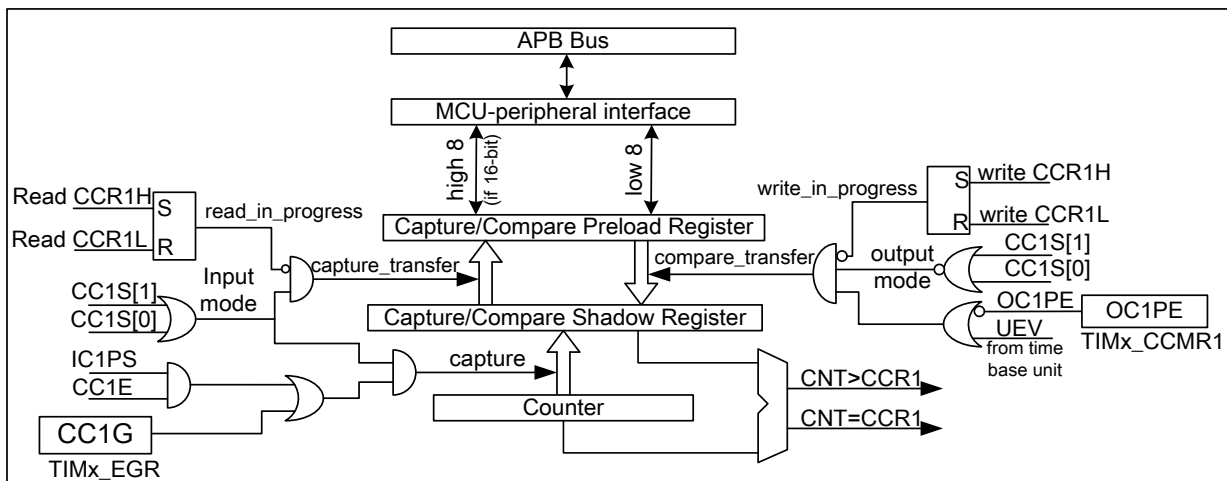 APB Bus
MCU-peripheral interface
high 8
(if 16-bit)
low 8
Read CCR1H
S
read_in_progress
Read CCR1L
R
write_in_progress
S
write CCR1H
R
write CCR1L
Capture/Compare Preload Register
CC1S[1]
Input
mode
capture_transfer
compare_transfer
output
mode
CC1S[0]
CC1S[1]
CC1S[0]
Capture/Compare Shadow Register
OC1PE
OC1PE
UEV
from time
base unit
TIMx_CCMR1
IC1PS
CC1E
capture
CNT>CCR1
Counter
CNT=CCR1
CC1G
TIMx_EGR